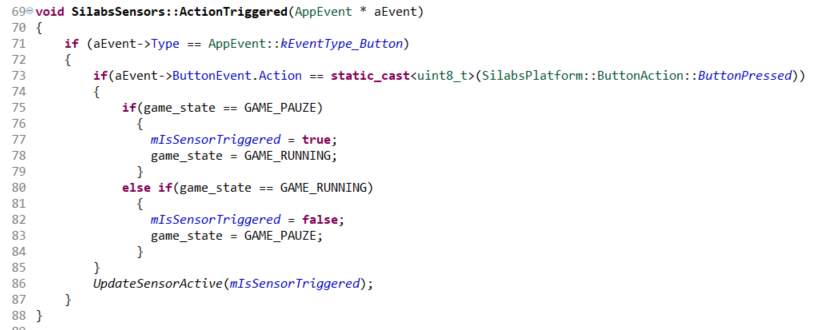 69 void SilabsSensors::ActionTriggered(AppEvent * aEvent)
70 {
71 if (aEvent->Type == AppEvent::kEventType_Button)
72 {
73 if(aEvent->ButtonEvent.Action == static_cast<uint8_t>(SilabsPlatform::ButtonAction::ButtonPressed))
74 {
75 if(game_state == GAME_PAUZE)
76 {
77 mIsSensorTriggered = true;
78 game_state = GAME_RUNNING;
79 }
80 else if(game_state == GAME_RUNNING)
81 {
82 mIsSensorTriggered = false;
83 game_state = GAME_PAUZE;
84 }
85 }
86 UpdateSensorActive(mIsSensorTriggered);
87 }
88 }